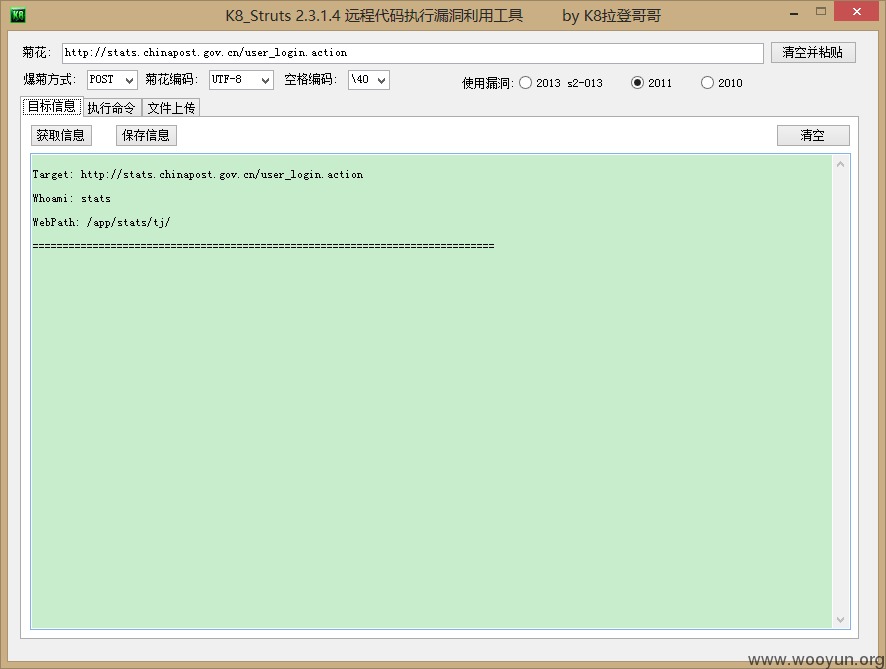 K8 K8_Struts 2.3.1.4 远程代码执行漏洞利用工具 by K8拉登哥哥
菊花: http://stats.chinapost.gov.cn/user_login.action 清空并粘贴
爆菊方式: POST 菊花编码: UTF-8 空格编码: \40 使用漏洞: 2013 s2-013 2011 2010
目标信息 执行命令 文件上传
获取信息 保存信息 清空
Target: http://stats.chinapost.gov.cn/user_login.action
Whoami: stats
WebPath: /app/stats/tj/
=============================================================================
www.wooyun.org